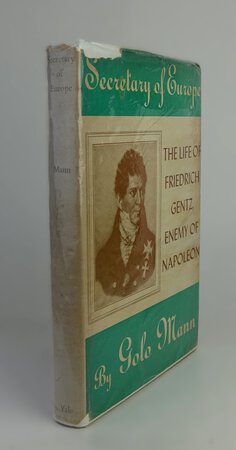 Secretary
of
Europe
Mann
Yale
Secretary of Europe
THE LIFE OF
FRIEDRICH
GENTZ
ENEMY OF
NAPOLEON
By Golo Mann